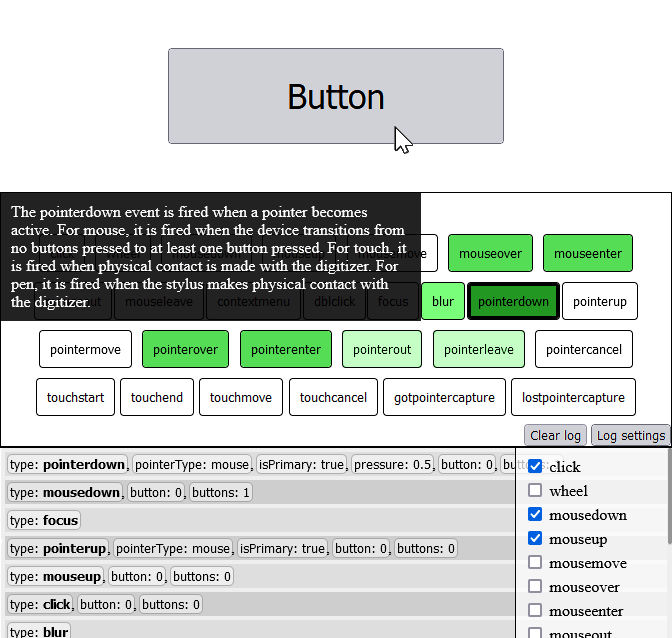 Button
The pointerdown event is fired when a pointer becomes
active. For mouse, it is fired when the device transitions from
no buttons pressed to at least one button pressed. For touch, it
is fired when physical contact is made with the digitizer. For
pen, it is fired when the stylus makes physical contact with
the digitizer.
click wheel mousedown mouseup mousemove mouseover mouseenter
mouseout mouseleave contextmenu dblclick focus blur pointerdown pointerup
pointermove pointerover pointerenter pointerout pointerleave pointercancel
touchstart touchend touchmove touchcancel gotpointercapture lostpointercapture
Clear log Log settings
type: pointerdown, pointerType: mouse, isPrimary: true, pressure: 0.5, button: 0,
type: mousedown, button: 0, buttons: 1
type: focus
type: pointerup, pointerType: mouse, isPrimary: true, button: 0, buttons: 0
type: mouseup, button: 0, buttons: 0
type: click, button: 0, buttons: 0
type: blur
click
wheel
mousedown
mouseup
mousemove
mouseover
mouseenter
mouseout